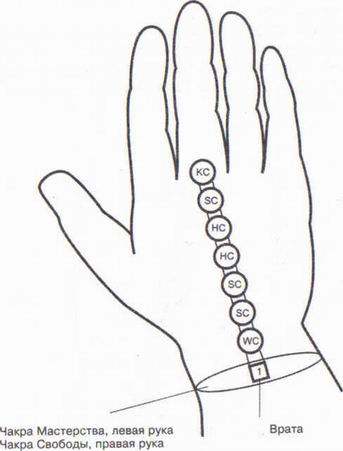 KC
SC
HC
HC
SC
SC
WC
1
Чакра Мастерства, левая рука
Чакра Свободы, правая рука
Врата